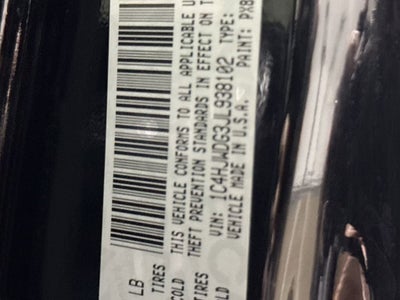 THIS VEHICLE CONFORMS TO ALL APPLICABLE U
THEFT PREVENTION STANDARDS IN EFFECT ON T
VIN: 1C4HJWDG3JL938102 TYPE:
VEHICLE MADE IN U.S.A. PAINT: PX8
LB
TIRES
COLD
TIRES
COLD